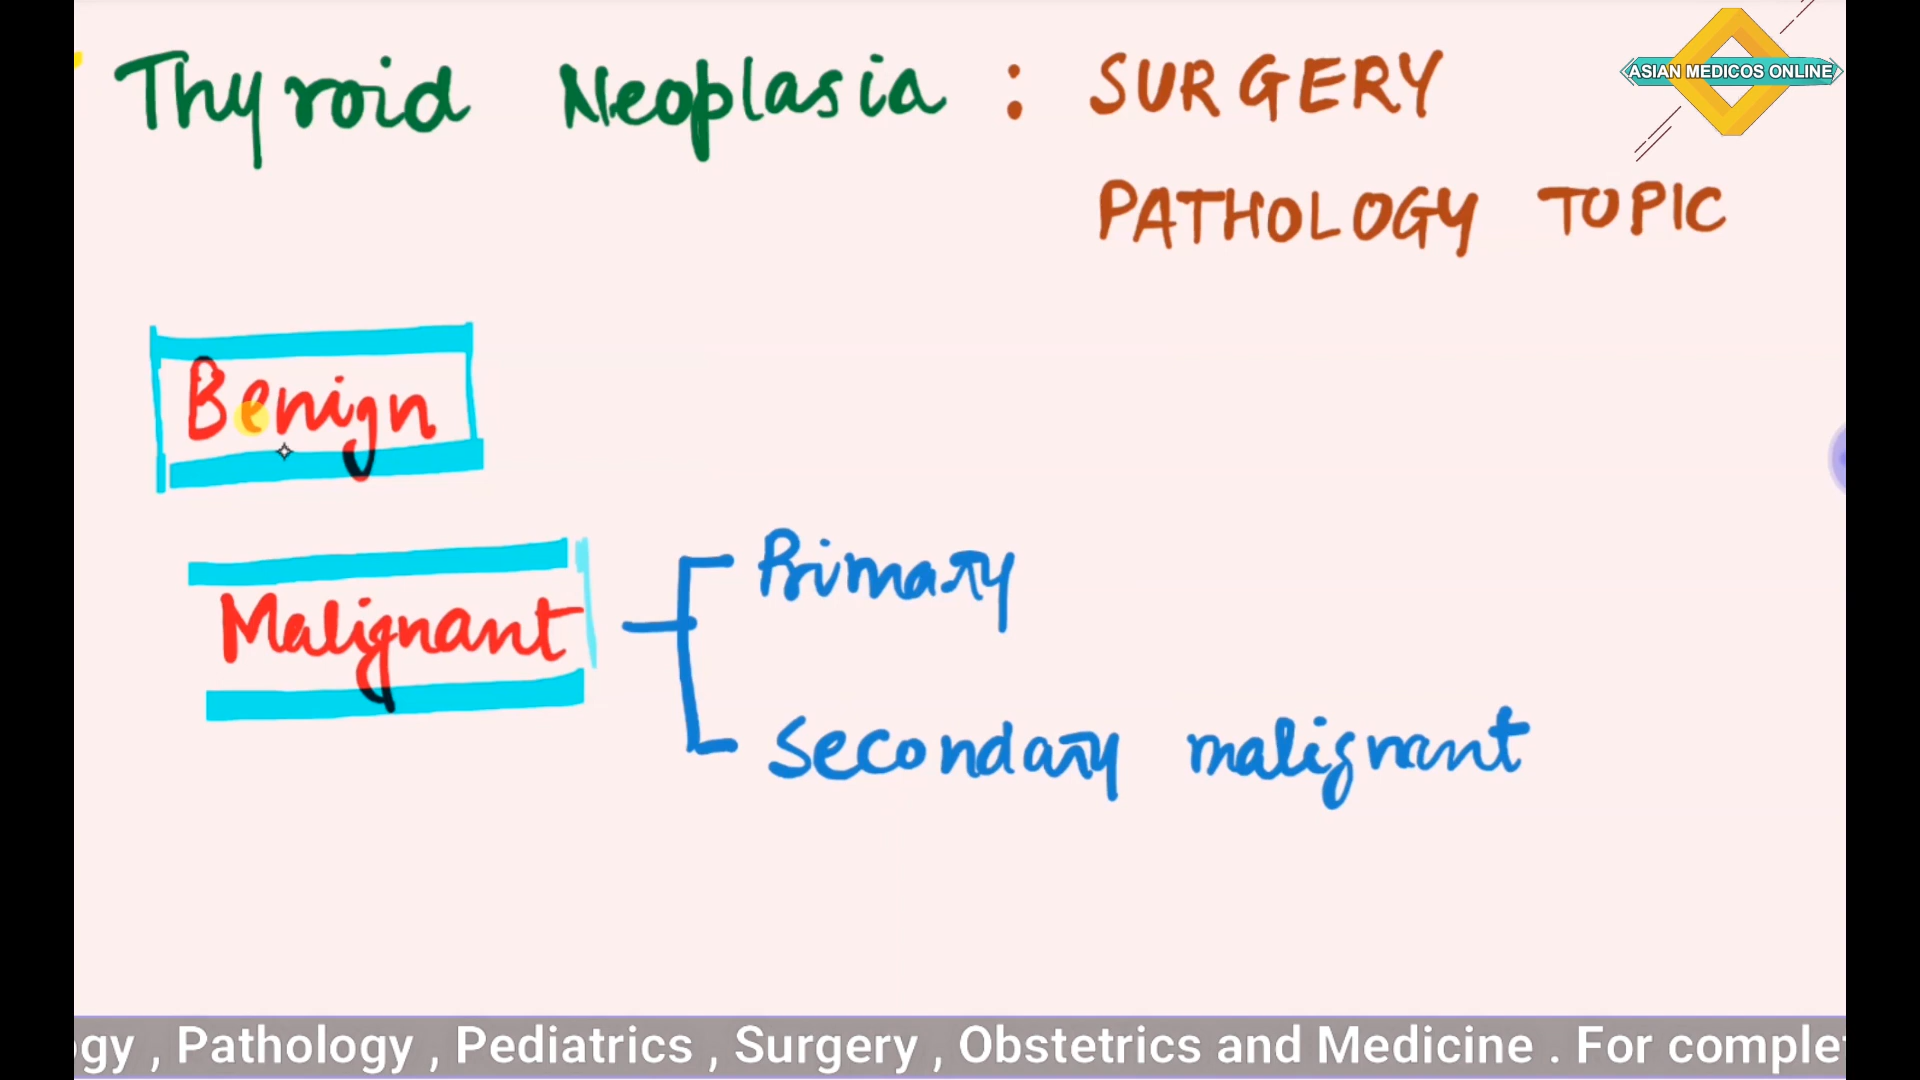 Thyroid Neoplasia : SURGERY
PATHOLOGY TOPIC
ASIAN MEDICOS ONLINE
Benign
Malignant
Primary
Secondary malignant
gy , Pathology , Pediatrics , Surgery , Obstetrics and Medicine . For comple